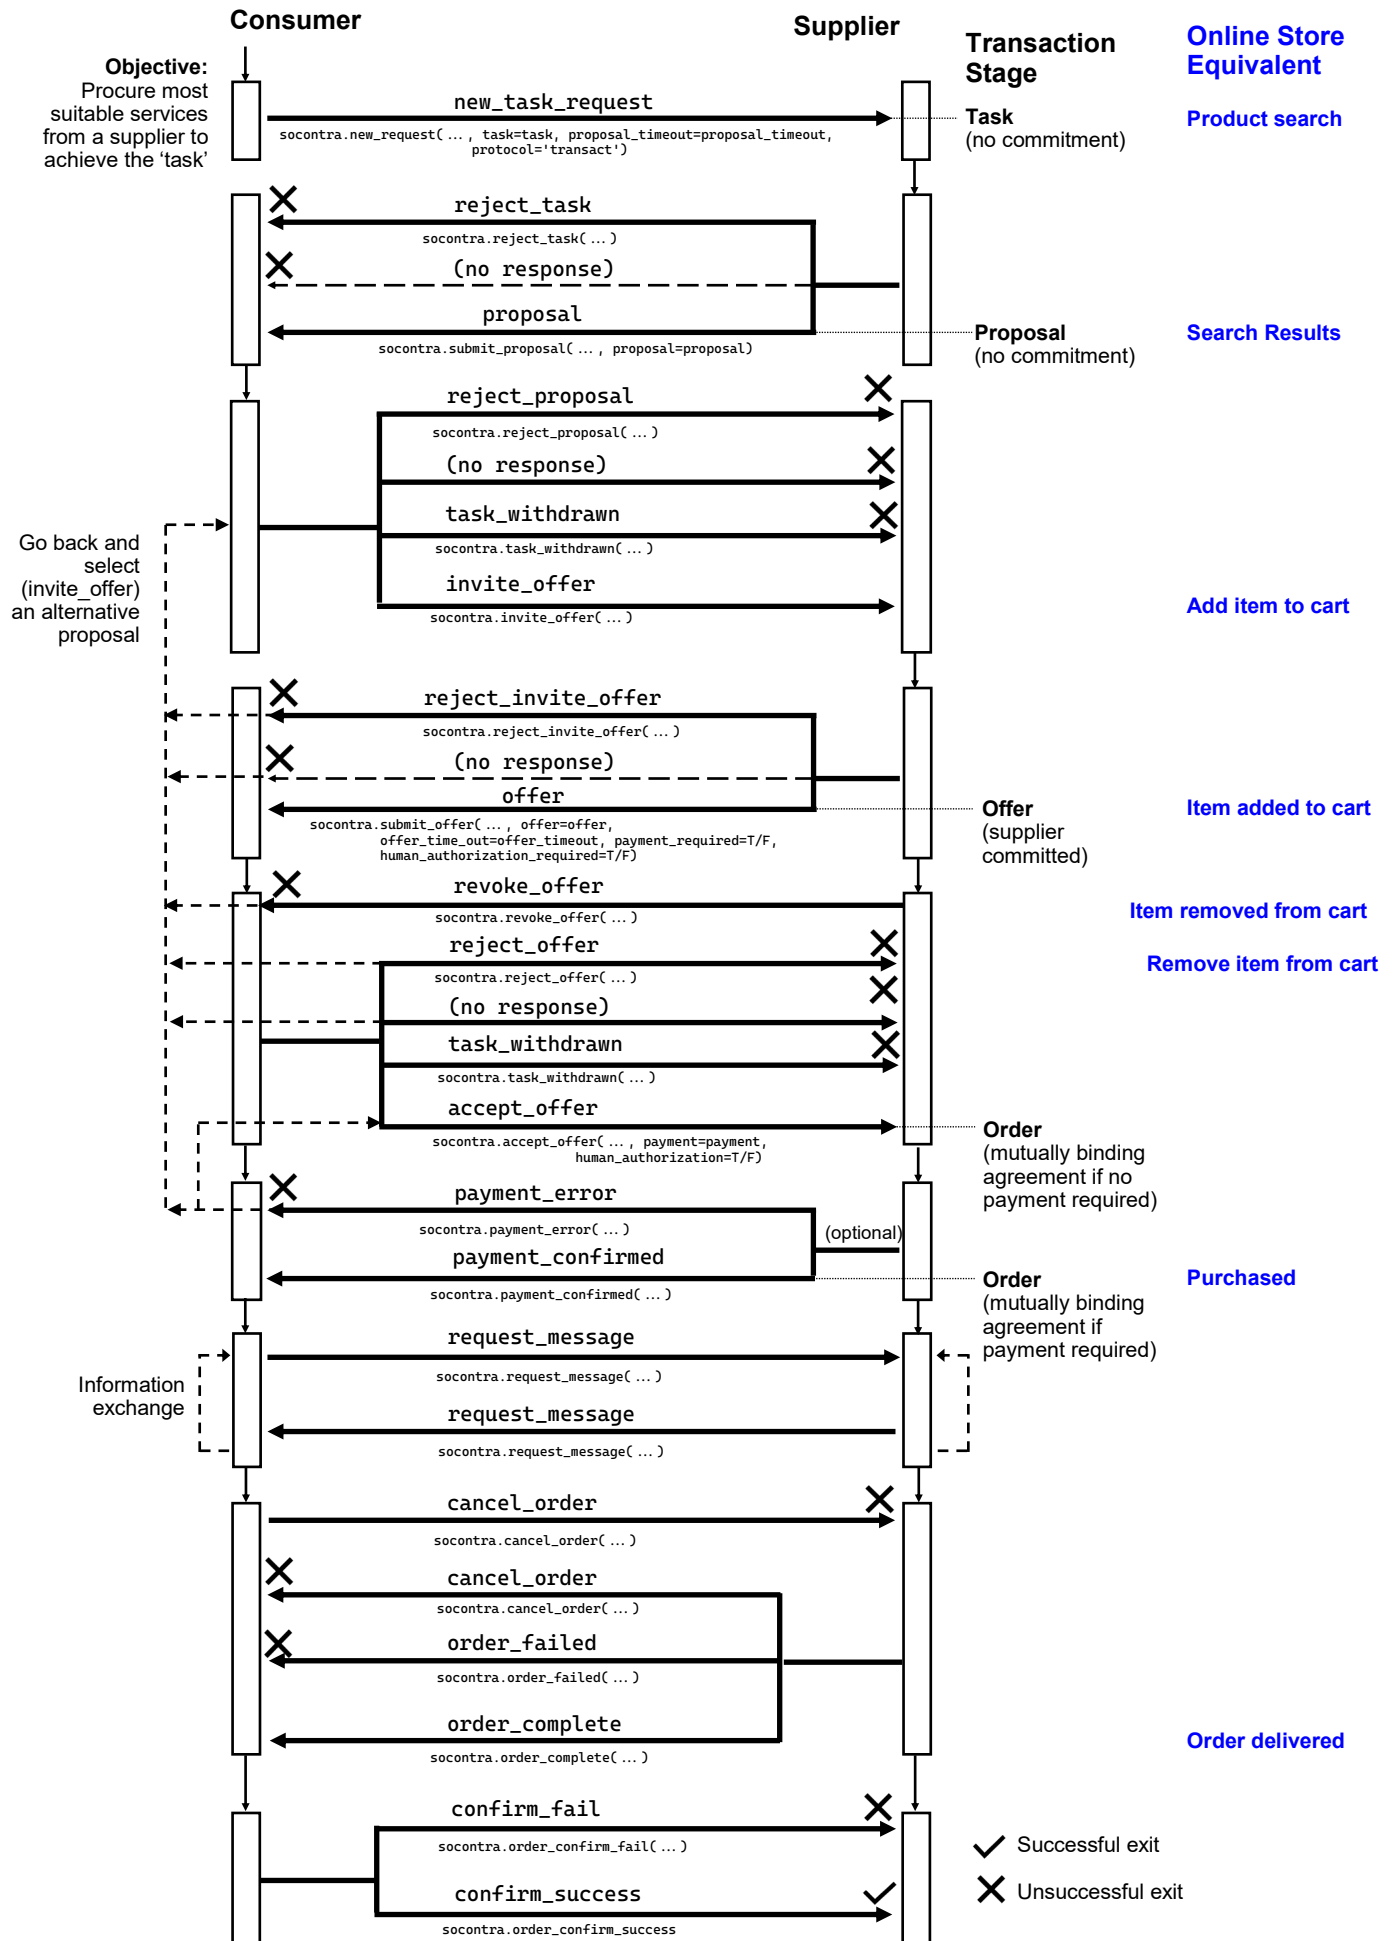 Consumer
Supplier
Transaction
Stage
Online Store
Equivalent
Objective:
Procure most
suitable services
from a supplier to
achieve the ‘task’
new_task_request
socontra.new_request( ... , task=task, proposal_timeout=proposal_timeout,
protocol='transact')
Task
(no commitment)
Product search
reject_task
socontra.reject_task( ... )
(no response)
proposal
socontra.submit_proposal( ... , proposal=proposal)
Proposal
(no commitment)
Search Results
reject_proposal
socontra.reject_proposal( ... )
(no response)
task_withdrawn
socontra.task_withdrawn( ... )
invite_offer
socontra.invite_offer( ... )
Add item to cart
Go back and
select
(invite_offer)
an alternative
proposal
reject_invite_offer
socontra.reject_invite_offer( ... )
(no response)
offer
socontra.submit_offer( ... , offer=offer,
offer_time_out=offer_timeout, payment_required=T/F,
human_authorization_required=T/F)
Offer
(supplier
committed)
Item added to cart
revoke_offer
socontra.revoke_offer( ... )
Item removed from cart
reject_offer
socontra.reject_offer( ... )
Remove item from cart
(no response)
task_withdrawn
socontra.task_withdrawn( ... )
accept_offer
socontra.accept_offer( ... , payment=payment,
human_authorization=T/F)
Order
(mutually binding
agreement if no
payment required)
payment_error
socontra.payment_error( ... )
(optional)
payment_confirmed
socontra.payment_confirmed( ... )
Order
(mutually binding
agreement if
payment required)
Purchased
request_message
socontra.request_message( ... )
Information
exchange
request_message
socontra.request_message( ... )
cancel_order
socontra.cancel_order( ... )
cancel_order
socontra.cancel_order( ... )
order_failed
socontra.order_failed( ... )
order_complete
socontra.order_complete( ... )
Order delivered
confirm_fail
socontra.order_confirm_fail( ... )
confirm_success
socontra.order_confirm_success
Successful exit
Unsuccessful exit